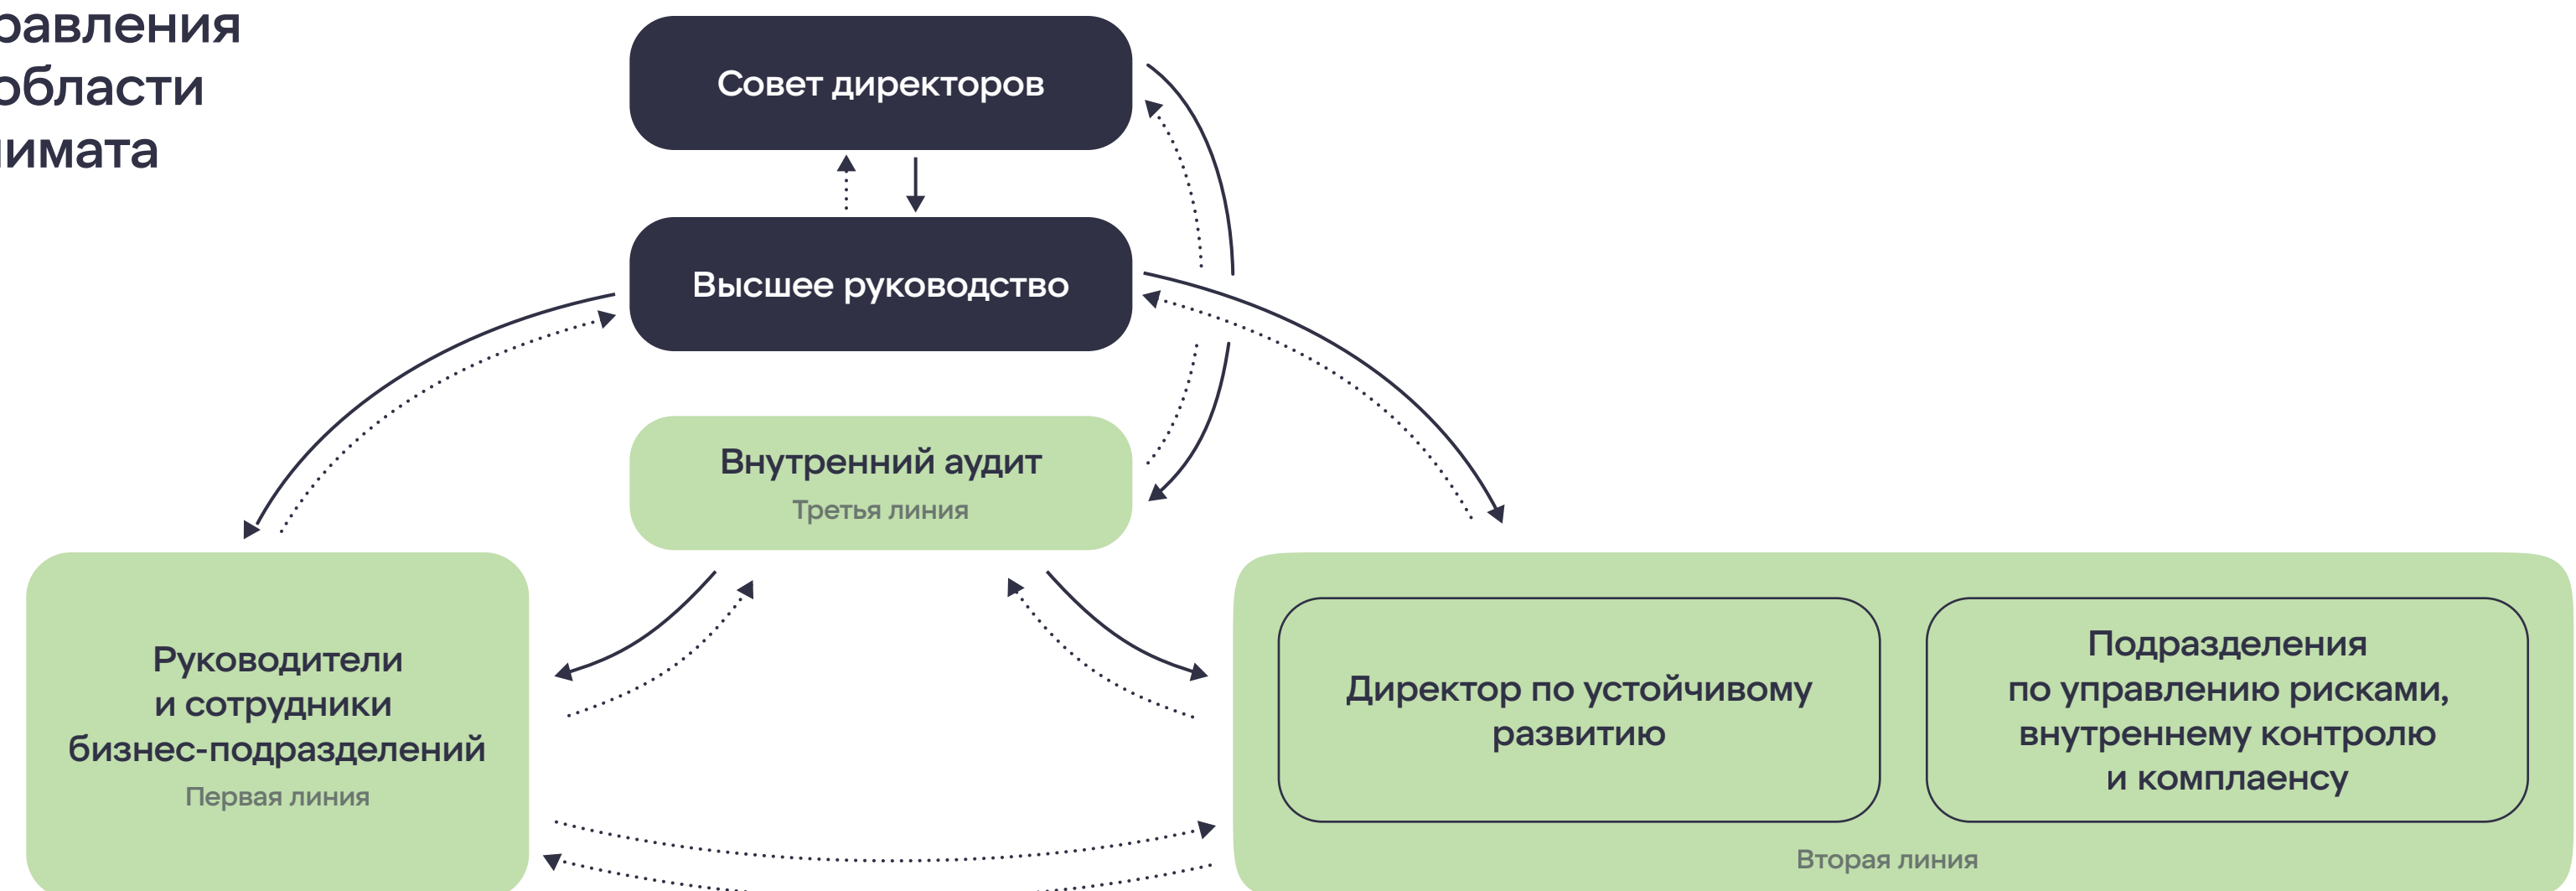 равления
области
имата
Совет директоров
Высшее руководство
Внутренний аудит
Третья линия
Руководители
и сотрудники
бизнес-подразделений
Первая линия
Директор по устойчивому
развитию
Подразделения
по управлению рисками,
внутреннему контролю
и комплаенсу
Вторая линия